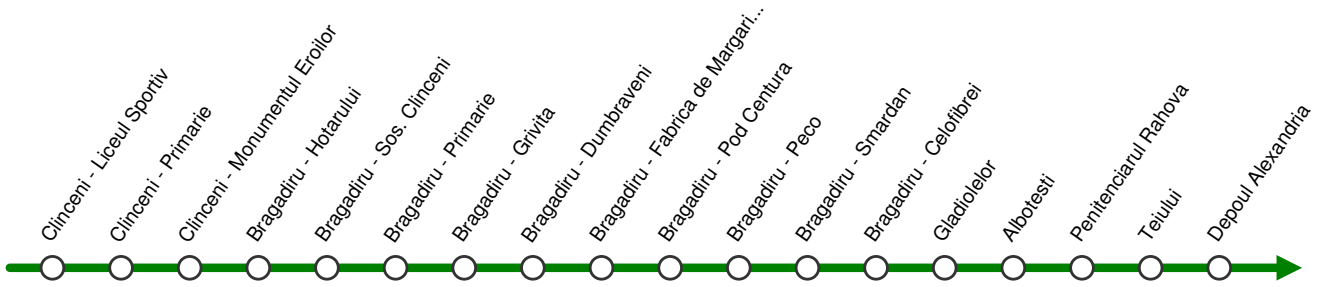 Clinceni - Liceul Sportiv
Clinceni - Primarie
Clinceni - Monumentul Eroilor
Bragadiru - Hotarului
Bragadiru - Sos. Clinceni
Bragadiru - Primarie
Bragadiru - Grivita
Bragadiru - Dumbraveni
Bragadiru - Fabrica de Margari...
Bragadiru - Pod Centura
Bragadiru - Peco
Bragadiru - Smardan
Bragadiru - Celofibrei
Gladiolelor
Albotesti
Penitenciarul Rahova
Teiului
Depoul Alexandria